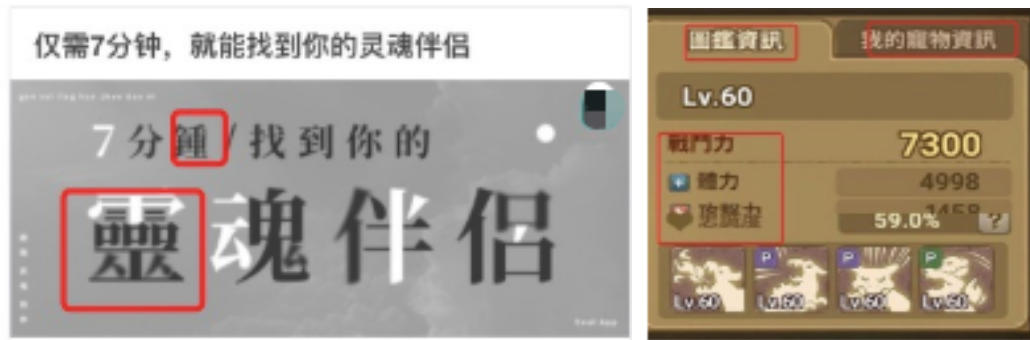 仅需7分钟，就能找到你的灵魂伴侣
7分鍾/找到你的
靈魂伴侣
圖鑑資訊
我的寵物資訊
Lv.60
戰鬥力 7300
體力 4998
59.0% ?
P P P
Lv.60 Lv.60 Lv.60 Lv.60